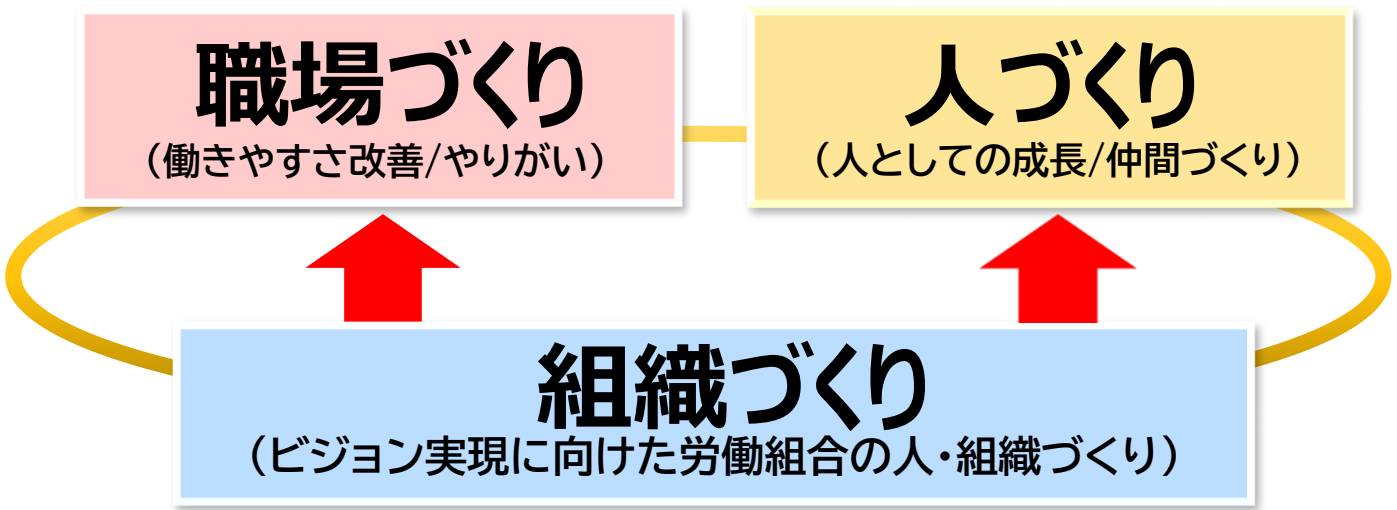 職場づくり
（働きやすさ改善/やりがい）
人づくり
（人としての成長/仲間づくり）
組織づくり
（ビジョン実現に向けた労働組合の人・組織づくり）